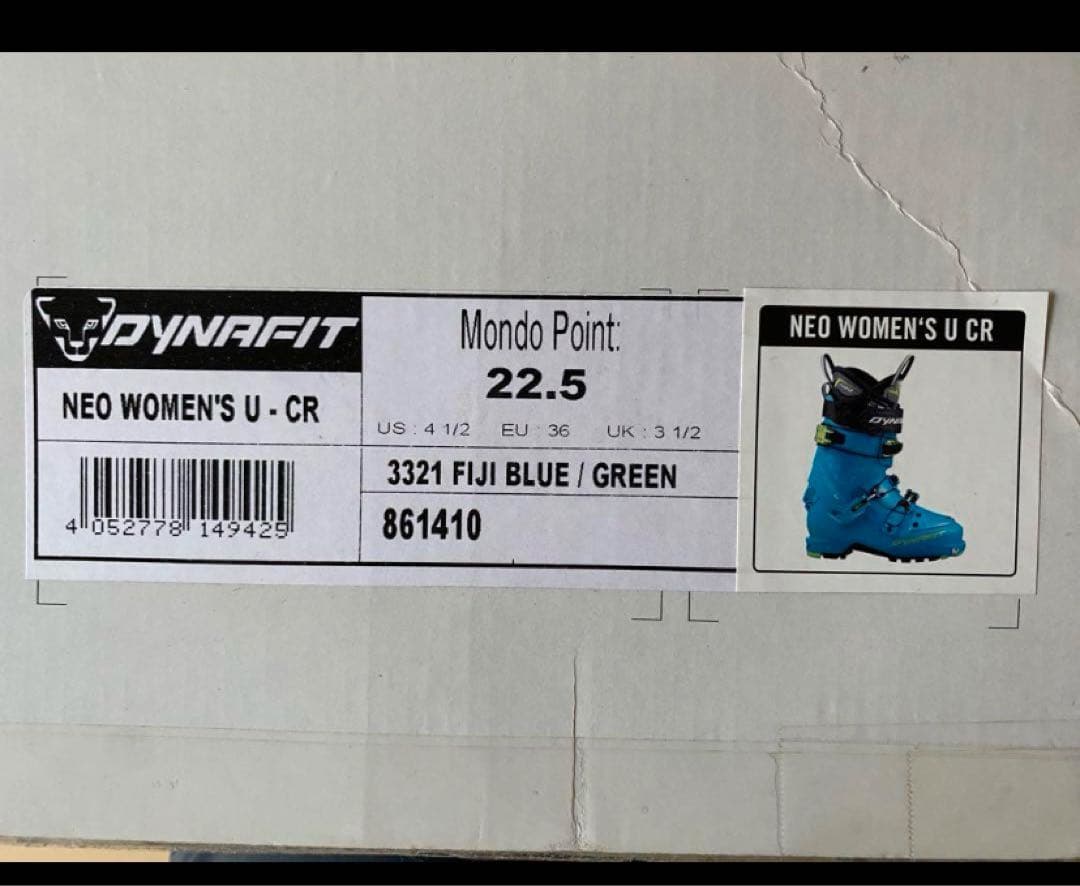 DYNAFIT
NEO WOMEN'S U - CR
4 052778 149425
Mondo Point:
22.5
US : 4 1/2 EU : 36 UK : 3 1/2
3321 FIJI BLUE / GREEN
861410
NEO WOMEN'S U CR